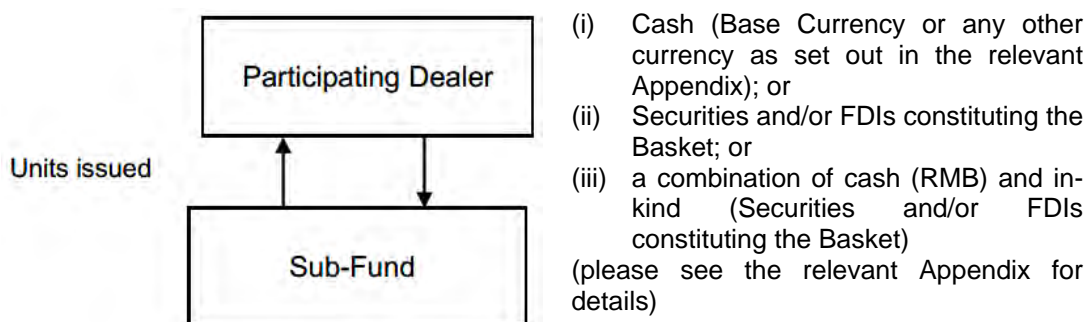 Participating Dealer
Units issued
Sub-Fund
(i) Cash (Base Currency or any other
currency as set out in the relevant
Appendix); or
(ii) Securities and/or FDIs constituting the
Basket; or
(iii) a combination of cash (RMB) and in-
kind (Securities and/or FDIs
constituting the Basket)
(please see the relevant Appendix for
details)